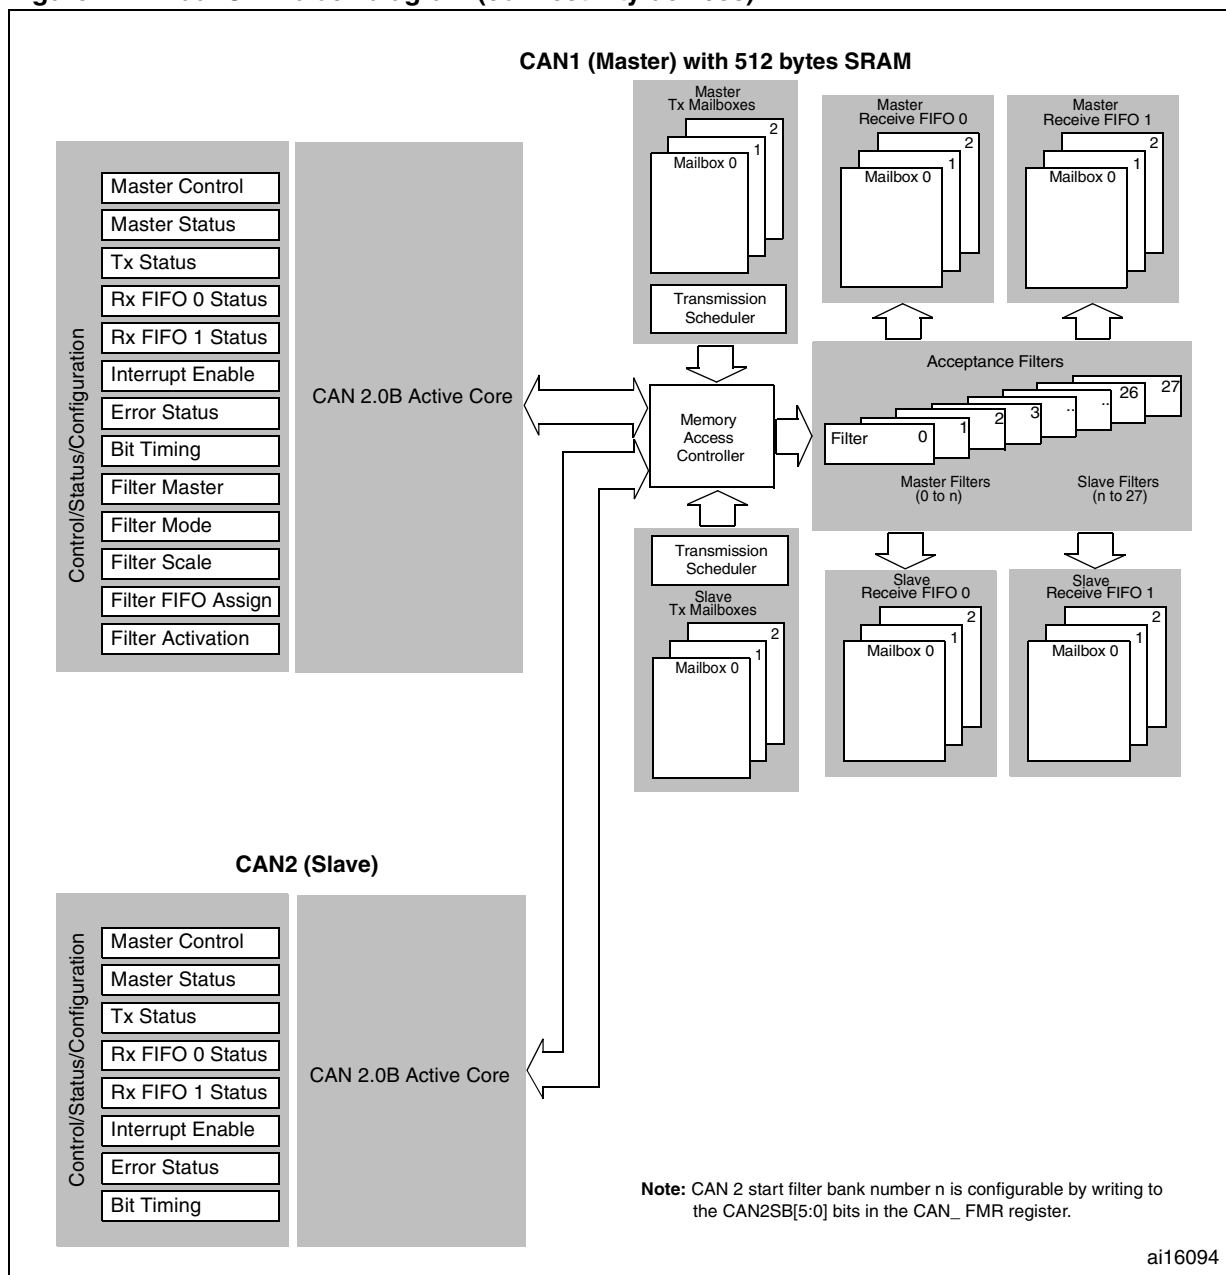 CAN1 (Master) with 512 bytes SRAM
Control/Status/Configuration
Master Control
Master Status
Tx Status
Rx FIFO 0 Status
Rx FIFO 1 Status
Interrupt Enable
Error Status
Bit Timing
Filter Master
Filter Mode
Filter Scale
Filter FIFO Assign
Filter Activation
CAN 2.0B Active Core
Master
Tx Mailboxes
2
1
Mailbox 0
Transmission
Scheduler
Master
Receive FIFO 0
2
1
Mailbox 0
Master
Receive FIFO 1
2
1
Mailbox 0
Memory
Access
Controller
Acceptance Filters
Filter 0 1 2 3 .. .. 26 27
Master Filters
(0 to n)
Slave Filters
(n to 27)
Transmission
Scheduler
Slave
Tx Mailboxes
2
1
Mailbox 0
Slave
Receive FIFO 0
2
1
Mailbox 0
Slave
Receive FIFO 1
2
1
Mailbox 0
CAN2 (Slave)
Control/Status/Configuration
Master Control
Master Status
Tx Status
Rx FIFO 0 Status
Rx FIFO 1 Status
Interrupt Enable
Error Status
Bit Timing
CAN 2.0B Active Core
Note: CAN 2 start filter bank number n is configurable by writing to
the CAN2SB[5:0] bits in the CAN_ FMR register.
ai16094